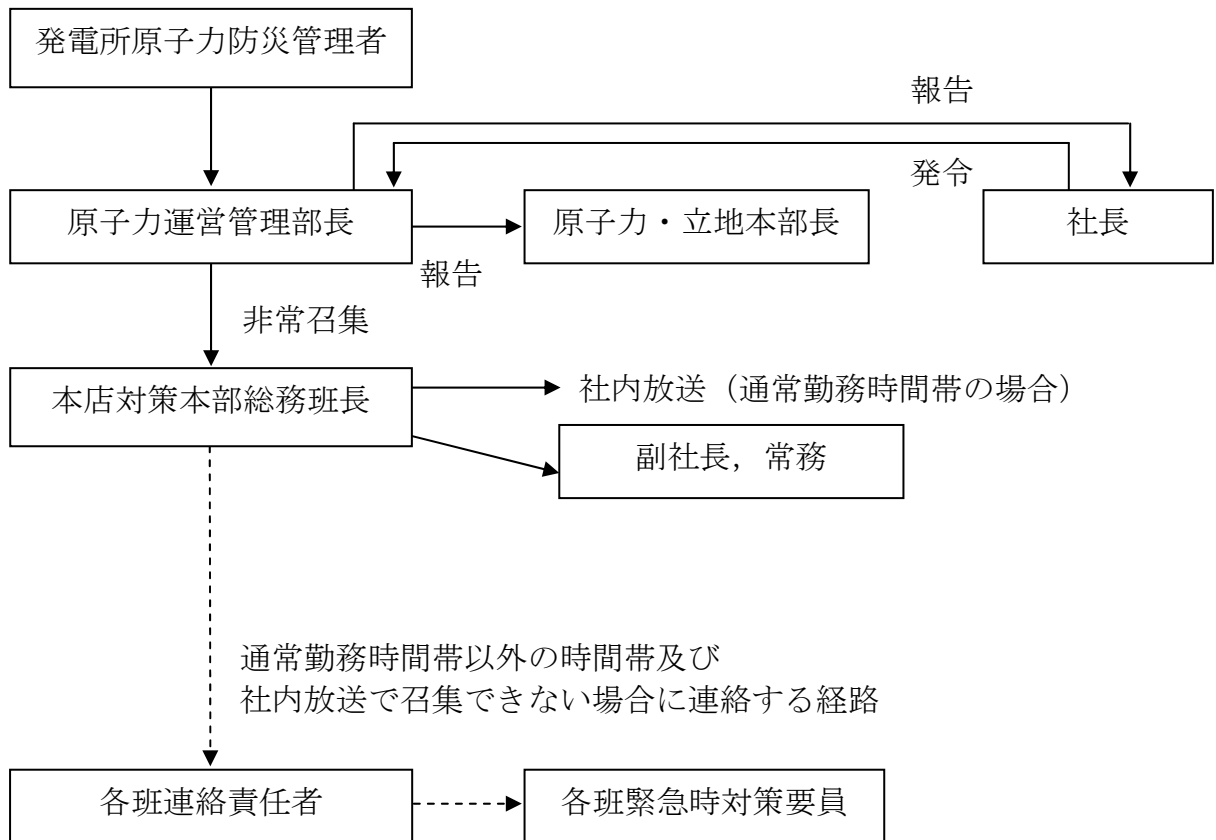 発電所原子力防災管理者
報告
発令
原子力運営管理部長
原子力・立地本部長
社長
報告
非常召集
本店対策本部総務班長
社内放送（通常勤務時間帯の場合）
副社長，常務
通常勤務時間帯以外の時間帯及び
社内放送で召集できない場合に連絡する経路
各班連絡責任者
各班緊急時対策要員